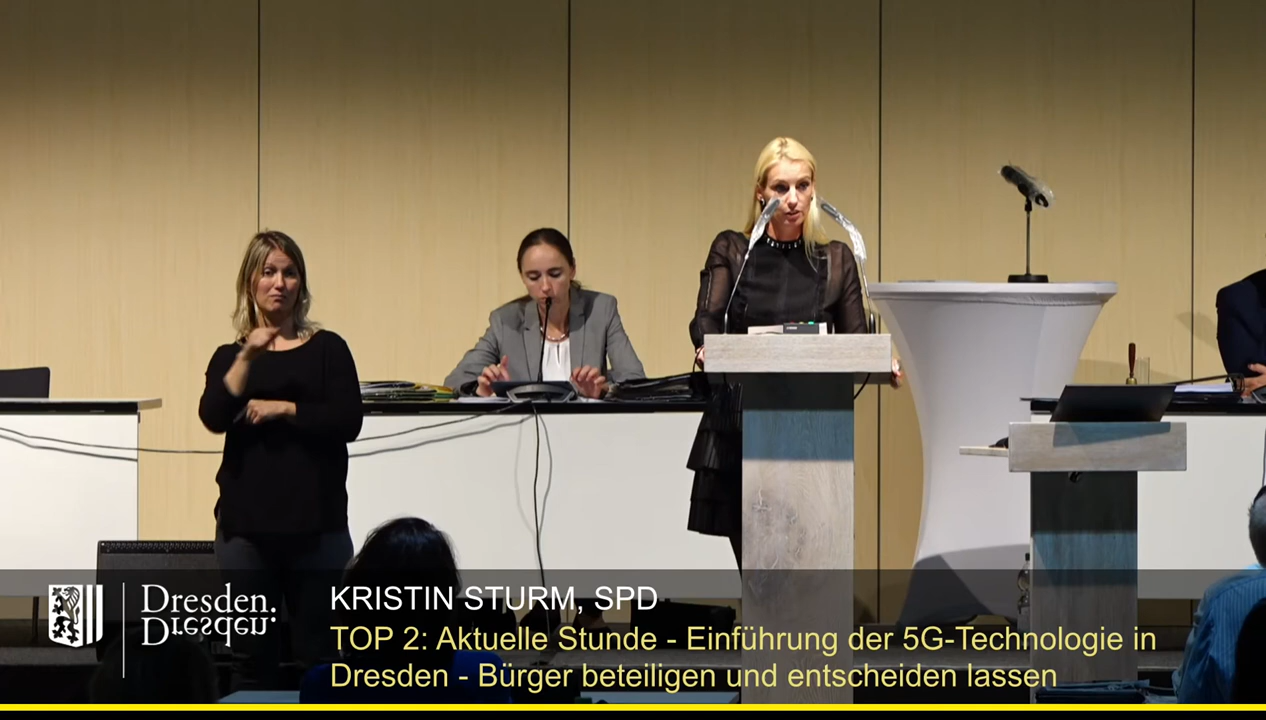 Dresden.
Dresden.
KRISTIN STURM, SPD
TOP 2: Aktuelle Stunde - Einführung der 5G-Technologie in
Dresden - Bürger beteiligen und entscheiden lassen